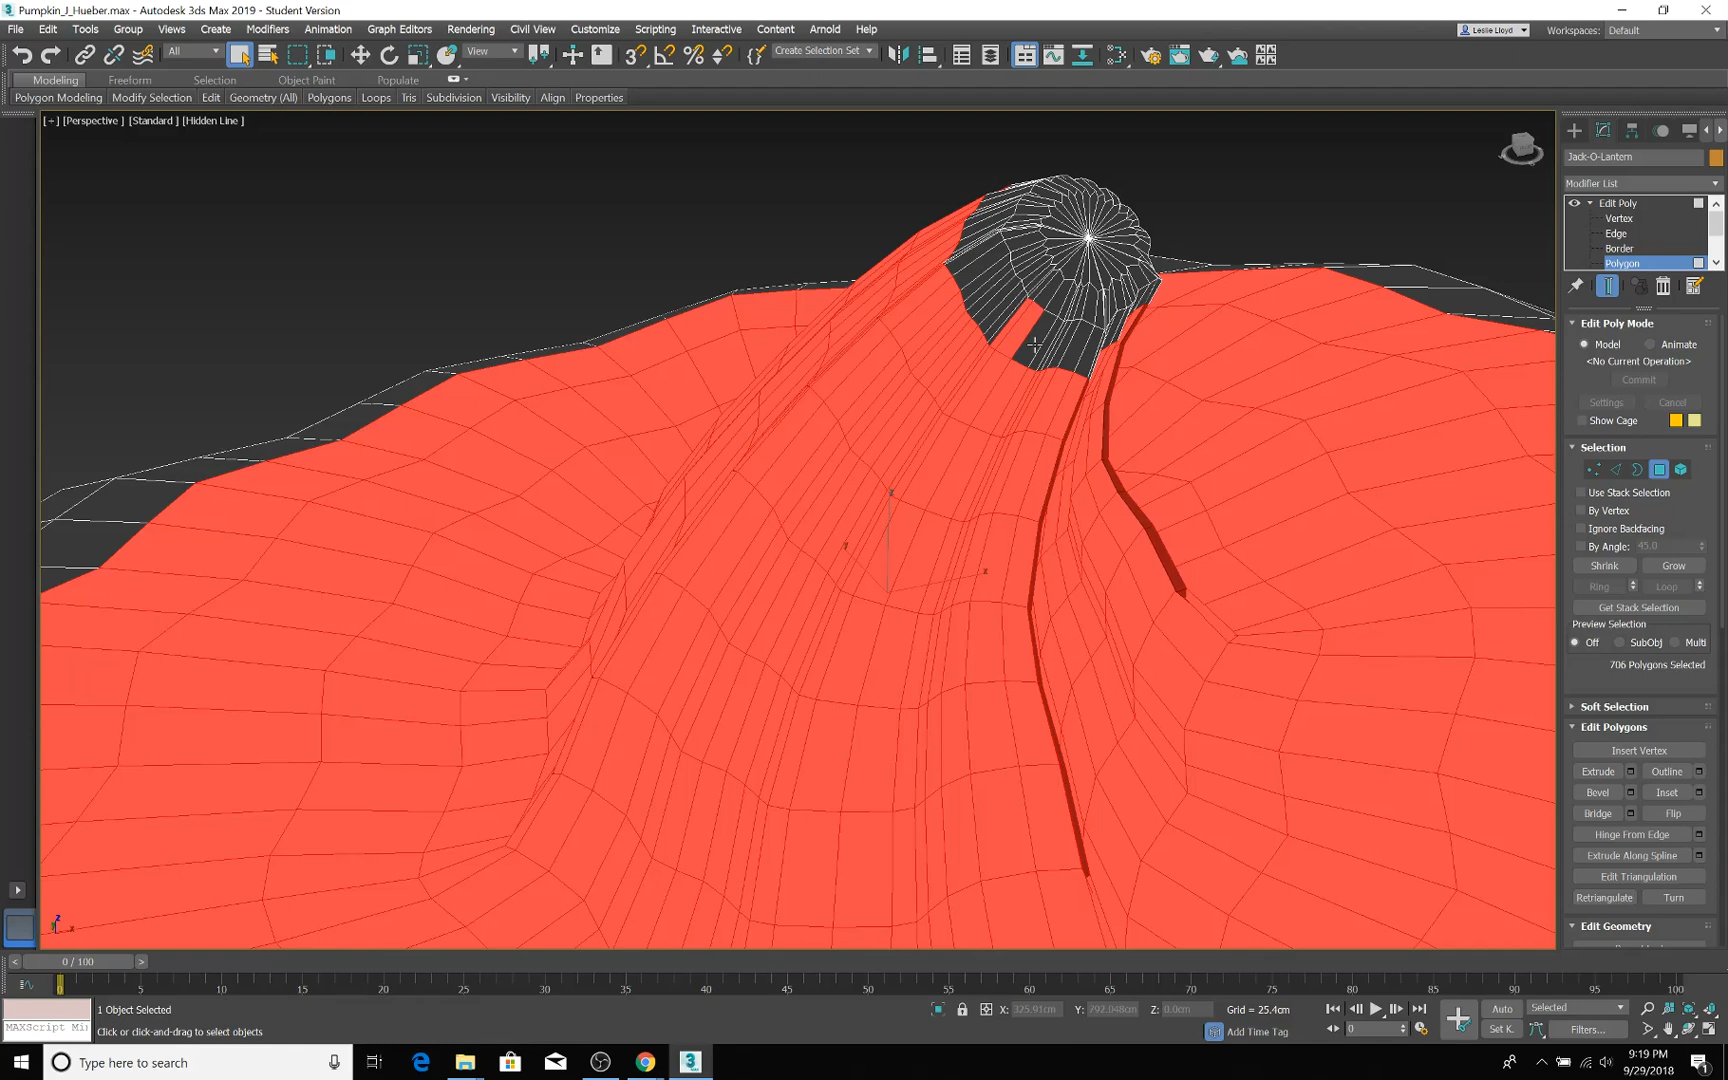 Pumpkin_J_Hueber.max - Autodesk 3ds Max 2019 - Student Version
File Edit Tools Group Views Create Modifiers Animation Graph Editors Rendering Civil View Customize Scripting Interactive Content Arnold Help
Leslie Lloyd
Workspaces: Default
All
View
Create Selection Set
Modeling Freeform Selection Object Paint Populate
Polygon Modeling Modify Selection Edit Geometry (All) Polygons Loops Tris Subdivision Visibility Align Properties
[+] [Perspective ] [Standard ] [Hidden Line ]
Jack-O-Lantern
Modifier List
Edit Poly
Vertex
Edge
Border
Polygon
Edit Poly Mode
Model Animate
<No Current Operation>
Commit
Settings Cancel
Show Cage
Selection
Use Stack Selection
By Vertex
Ignore Backfacing
By Angle: 45.0
Shrink Grow
Ring Loop
Get Stack Selection
Preview Selection
Off SubObj Multi
706 Polygons Selected
Soft Selection
Edit Polygons
Insert Vertex
Extrude Outline
Bevel Inset
Bridge Flip
Hinge From Edge
Extrude Along Spline
Edit Triangulation
Retriangulate Turn
Edit Geometry
z
y
x
z
x
< 0 / 100 >
0 5 10 15 20 25 30 35 40 45 50 55 60 65 70 75 80 85 90 95 100
1 Object Selected
X: 325.91cm Y: 792.048cm Z: 0.0cm Grid = 25.4cm
Auto Selected
MAXScript Mi
Click or click-and-drag to select objects
Add Time Tag
0
Set K. Filters...
Type here to search
9:19 PM
9/29/2018
1